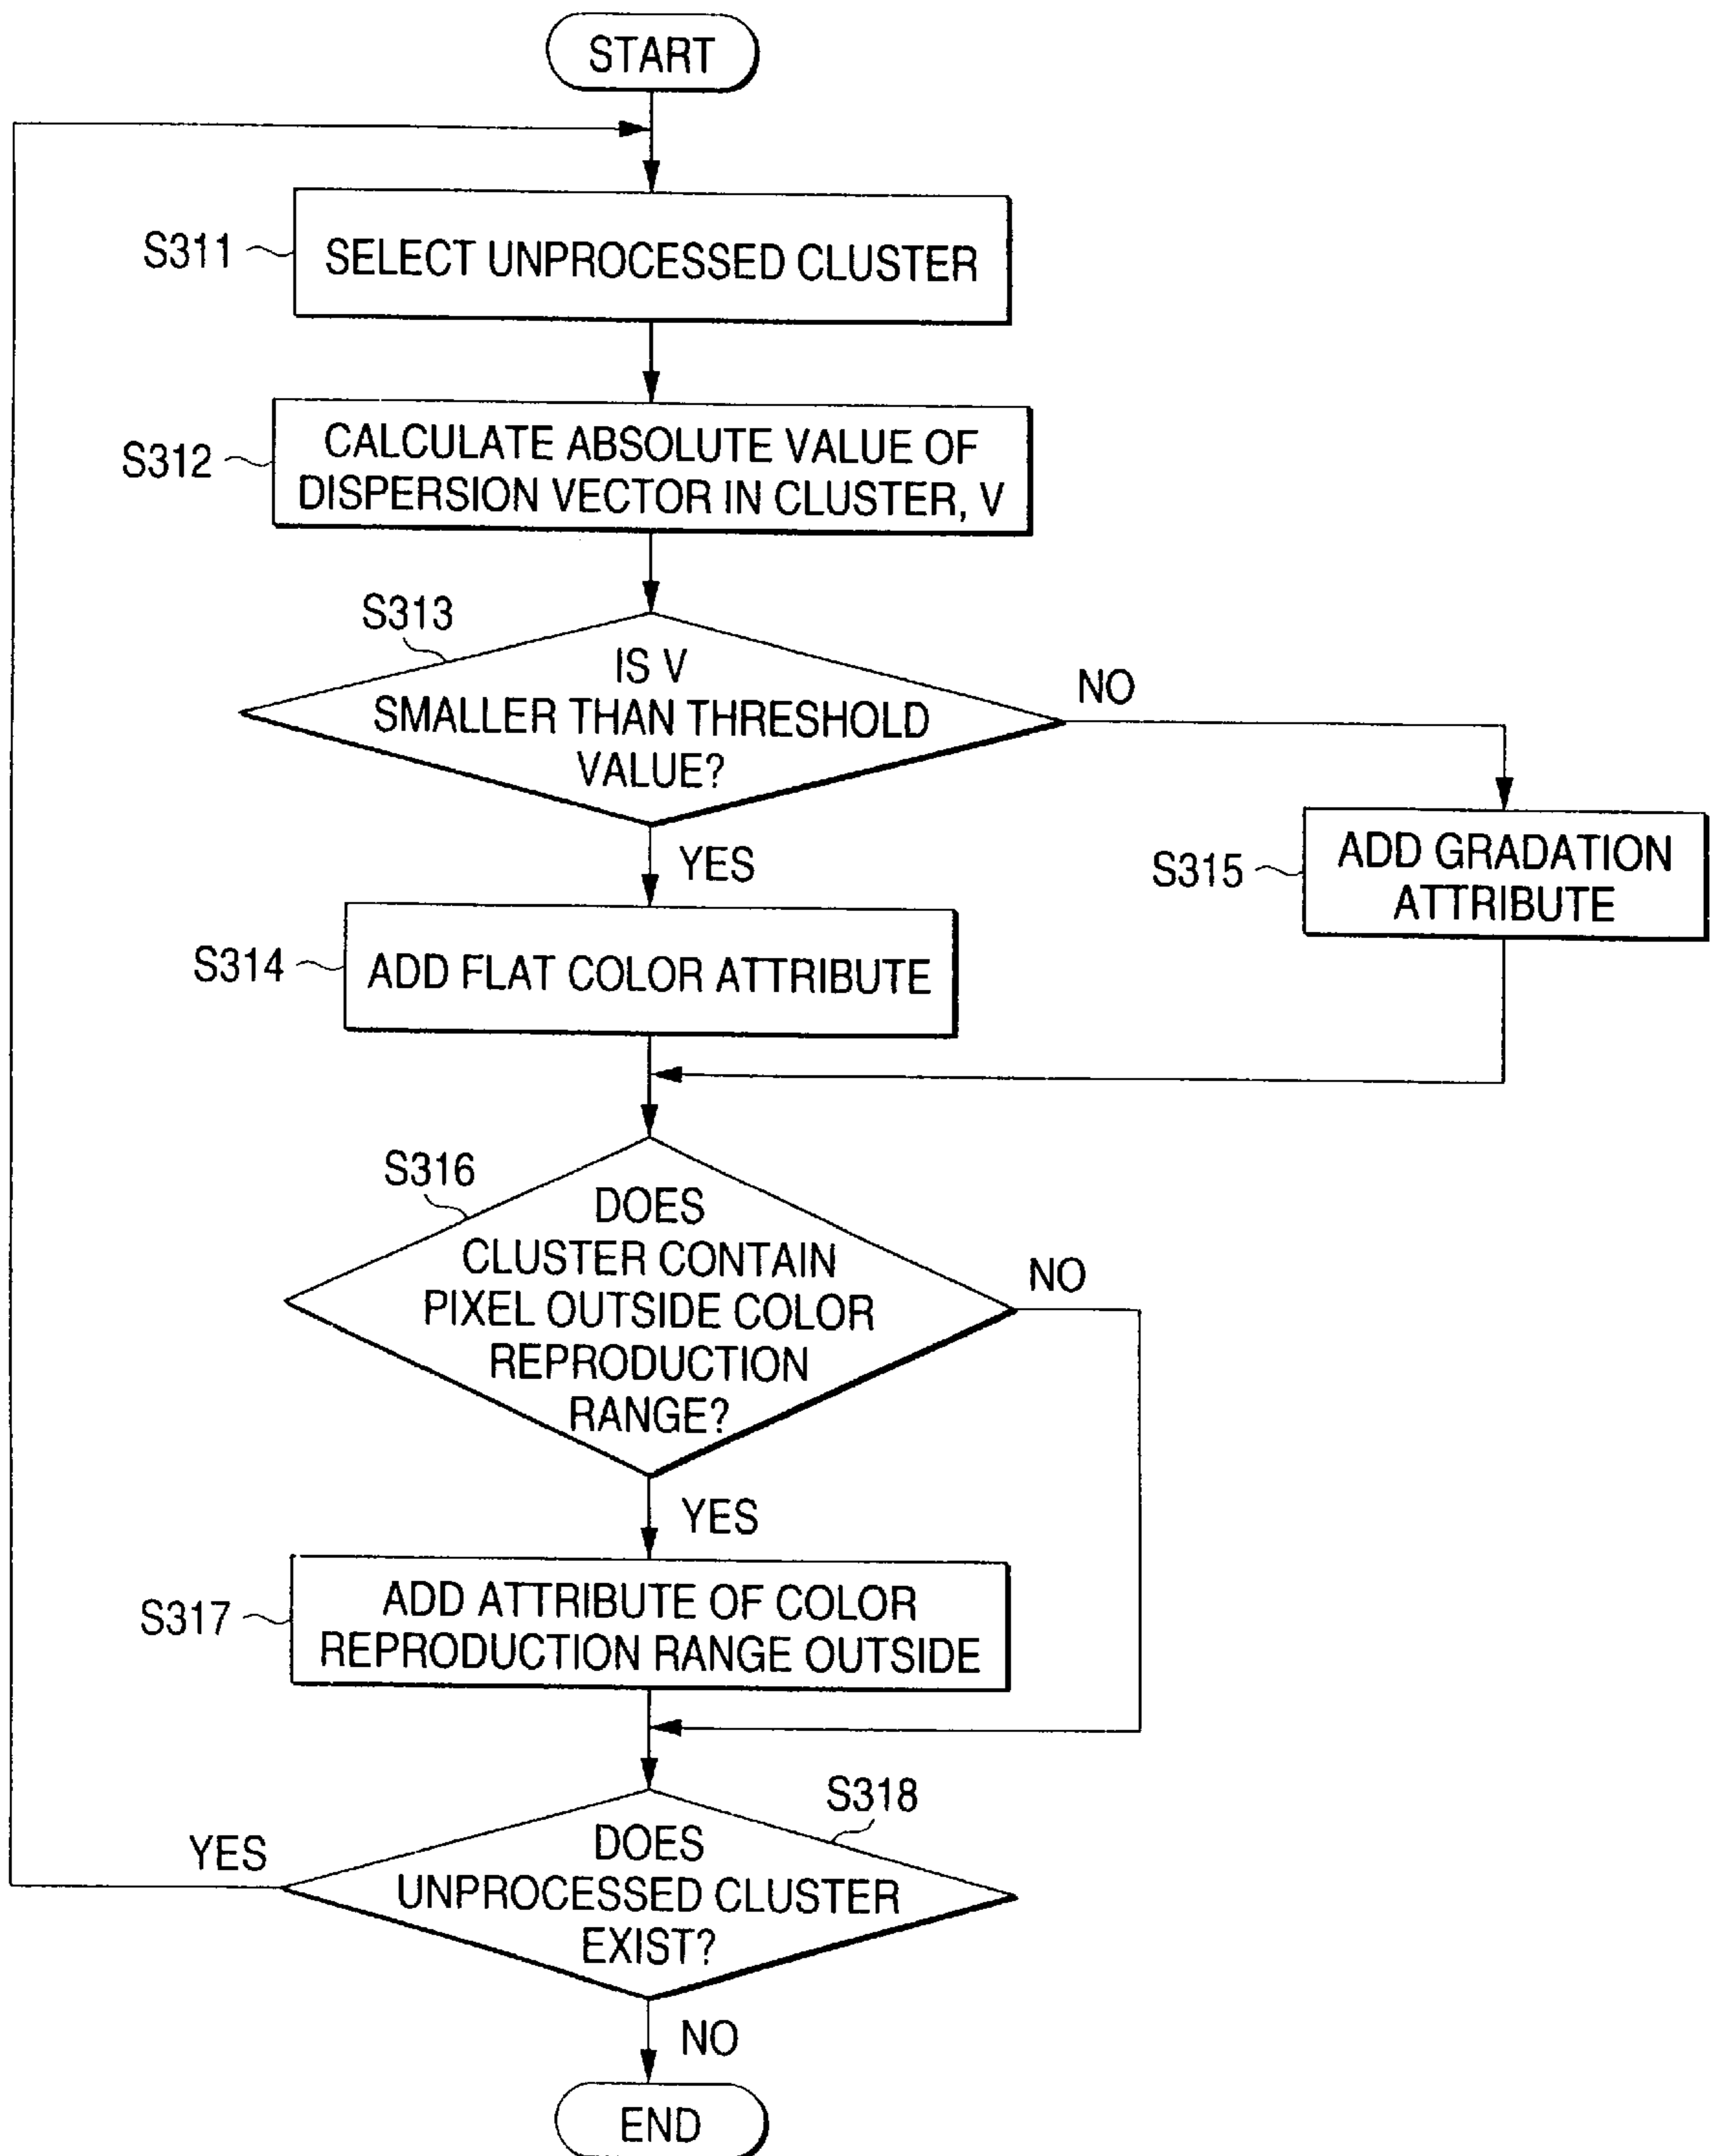 START
S311
SELECT UNPROCESSED CLUSTER
S312
CALCULATE ABSOLUTE VALUE OF
DISPERSION VECTOR IN CLUSTER, V
S313
IS V
SMALLER THAN THRESHOLD
VALUE?
NO
YES
S315
ADD GRADATION
ATTRIBUTE
S314
ADD FLAT COLOR ATTRIBUTE
S316
DOES
CLUSTER CONTAIN
PIXEL OUTSIDE COLOR
REPRODUCTION
RANGE?
NO
YES
S317
ADD ATTRIBUTE OF COLOR
REPRODUCTION RANGE OUTSIDE
S318
YES
DOES
UNPROCESSED CLUSTER
EXIST?
NO
END